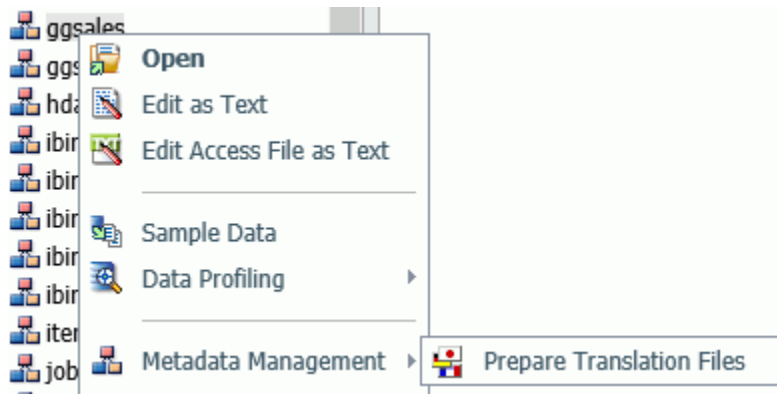 ggsales
Open
ggs
Edit as Text
hda
Edit Access File as Text
ibir
ibir
ibir
Sample Data
ibir
Data Profiling
ibir
iter
Metadata Management
Prepare Translation Files
job